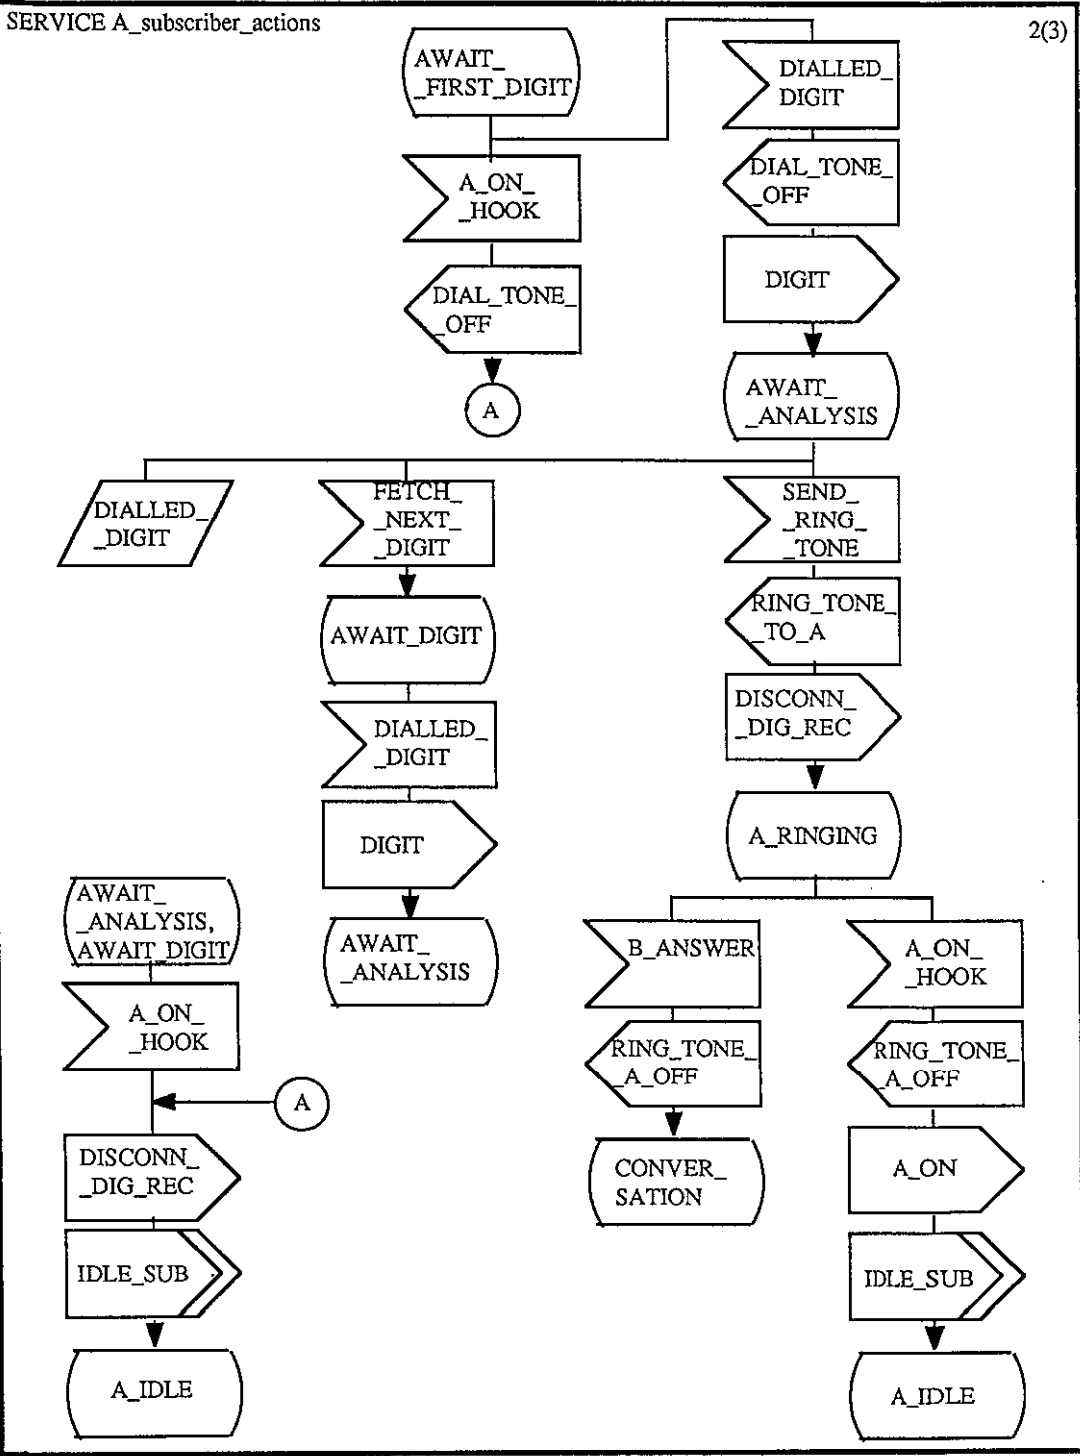 SERVICE A_subscriber_actions
2(3)
AWAIT_
_FIRST_DIGIT
A_ON_
_HOOK
DIAL_TONE_
_OFF
A
DIALLED_
DIGIT
DIAL_TONE_
_OFF
DIGIT
AWAIT_
_ANALYSIS
DIALLED_
_DIGIT
FETCH_
_NEXT_
_DIGIT
AWAIT_DIGIT
DIALLED_
_DIGIT
DIGIT
AWAIT_
_ANALYSIS
SEND_
_RING_
_TONE
RING_TONE_
_TO_A
DISCONN_
_DIG_REC
A_RINGING
B_ANSWER
RING_TONE_
_A_OFF
CONVER_
SATION
A_ON_
_HOOK
RING_TONE_
_A_OFF
A_ON
IDLE_SUB
A_IDLE
AWAIT_
_ANALYSIS,
AWAIT_DIGIT
A_ON_
_HOOK
A
DISCONN_
_DIG_REC
IDLE_SUB
A_IDLE